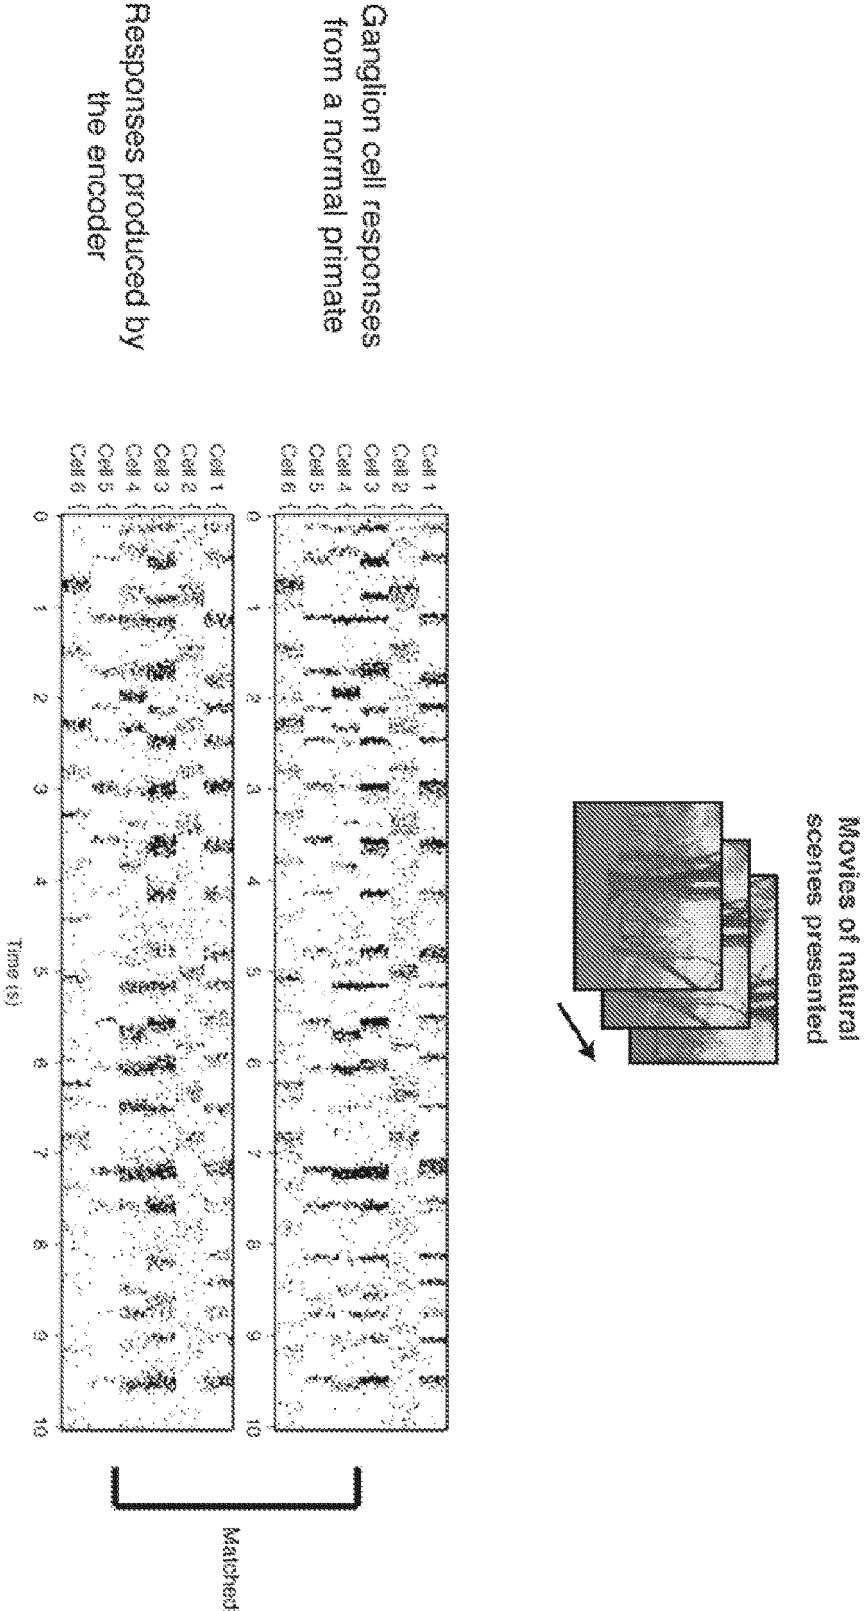 Movies of natural
scenes presented
Ganglion cell responses
from a normal primate
Cell 1
Cell 2
Cell 3
Cell 4
Cell 5
Cell 6
0 1 2 3 4 5 6 7 8 9 10
Responses produced by
the encoder
Cell 1
Cell 2
Cell 3
Cell 4
Cell 5
Cell 6
0 1 2 3 4 5 6 7 8 9 10
Time (s)
Matched